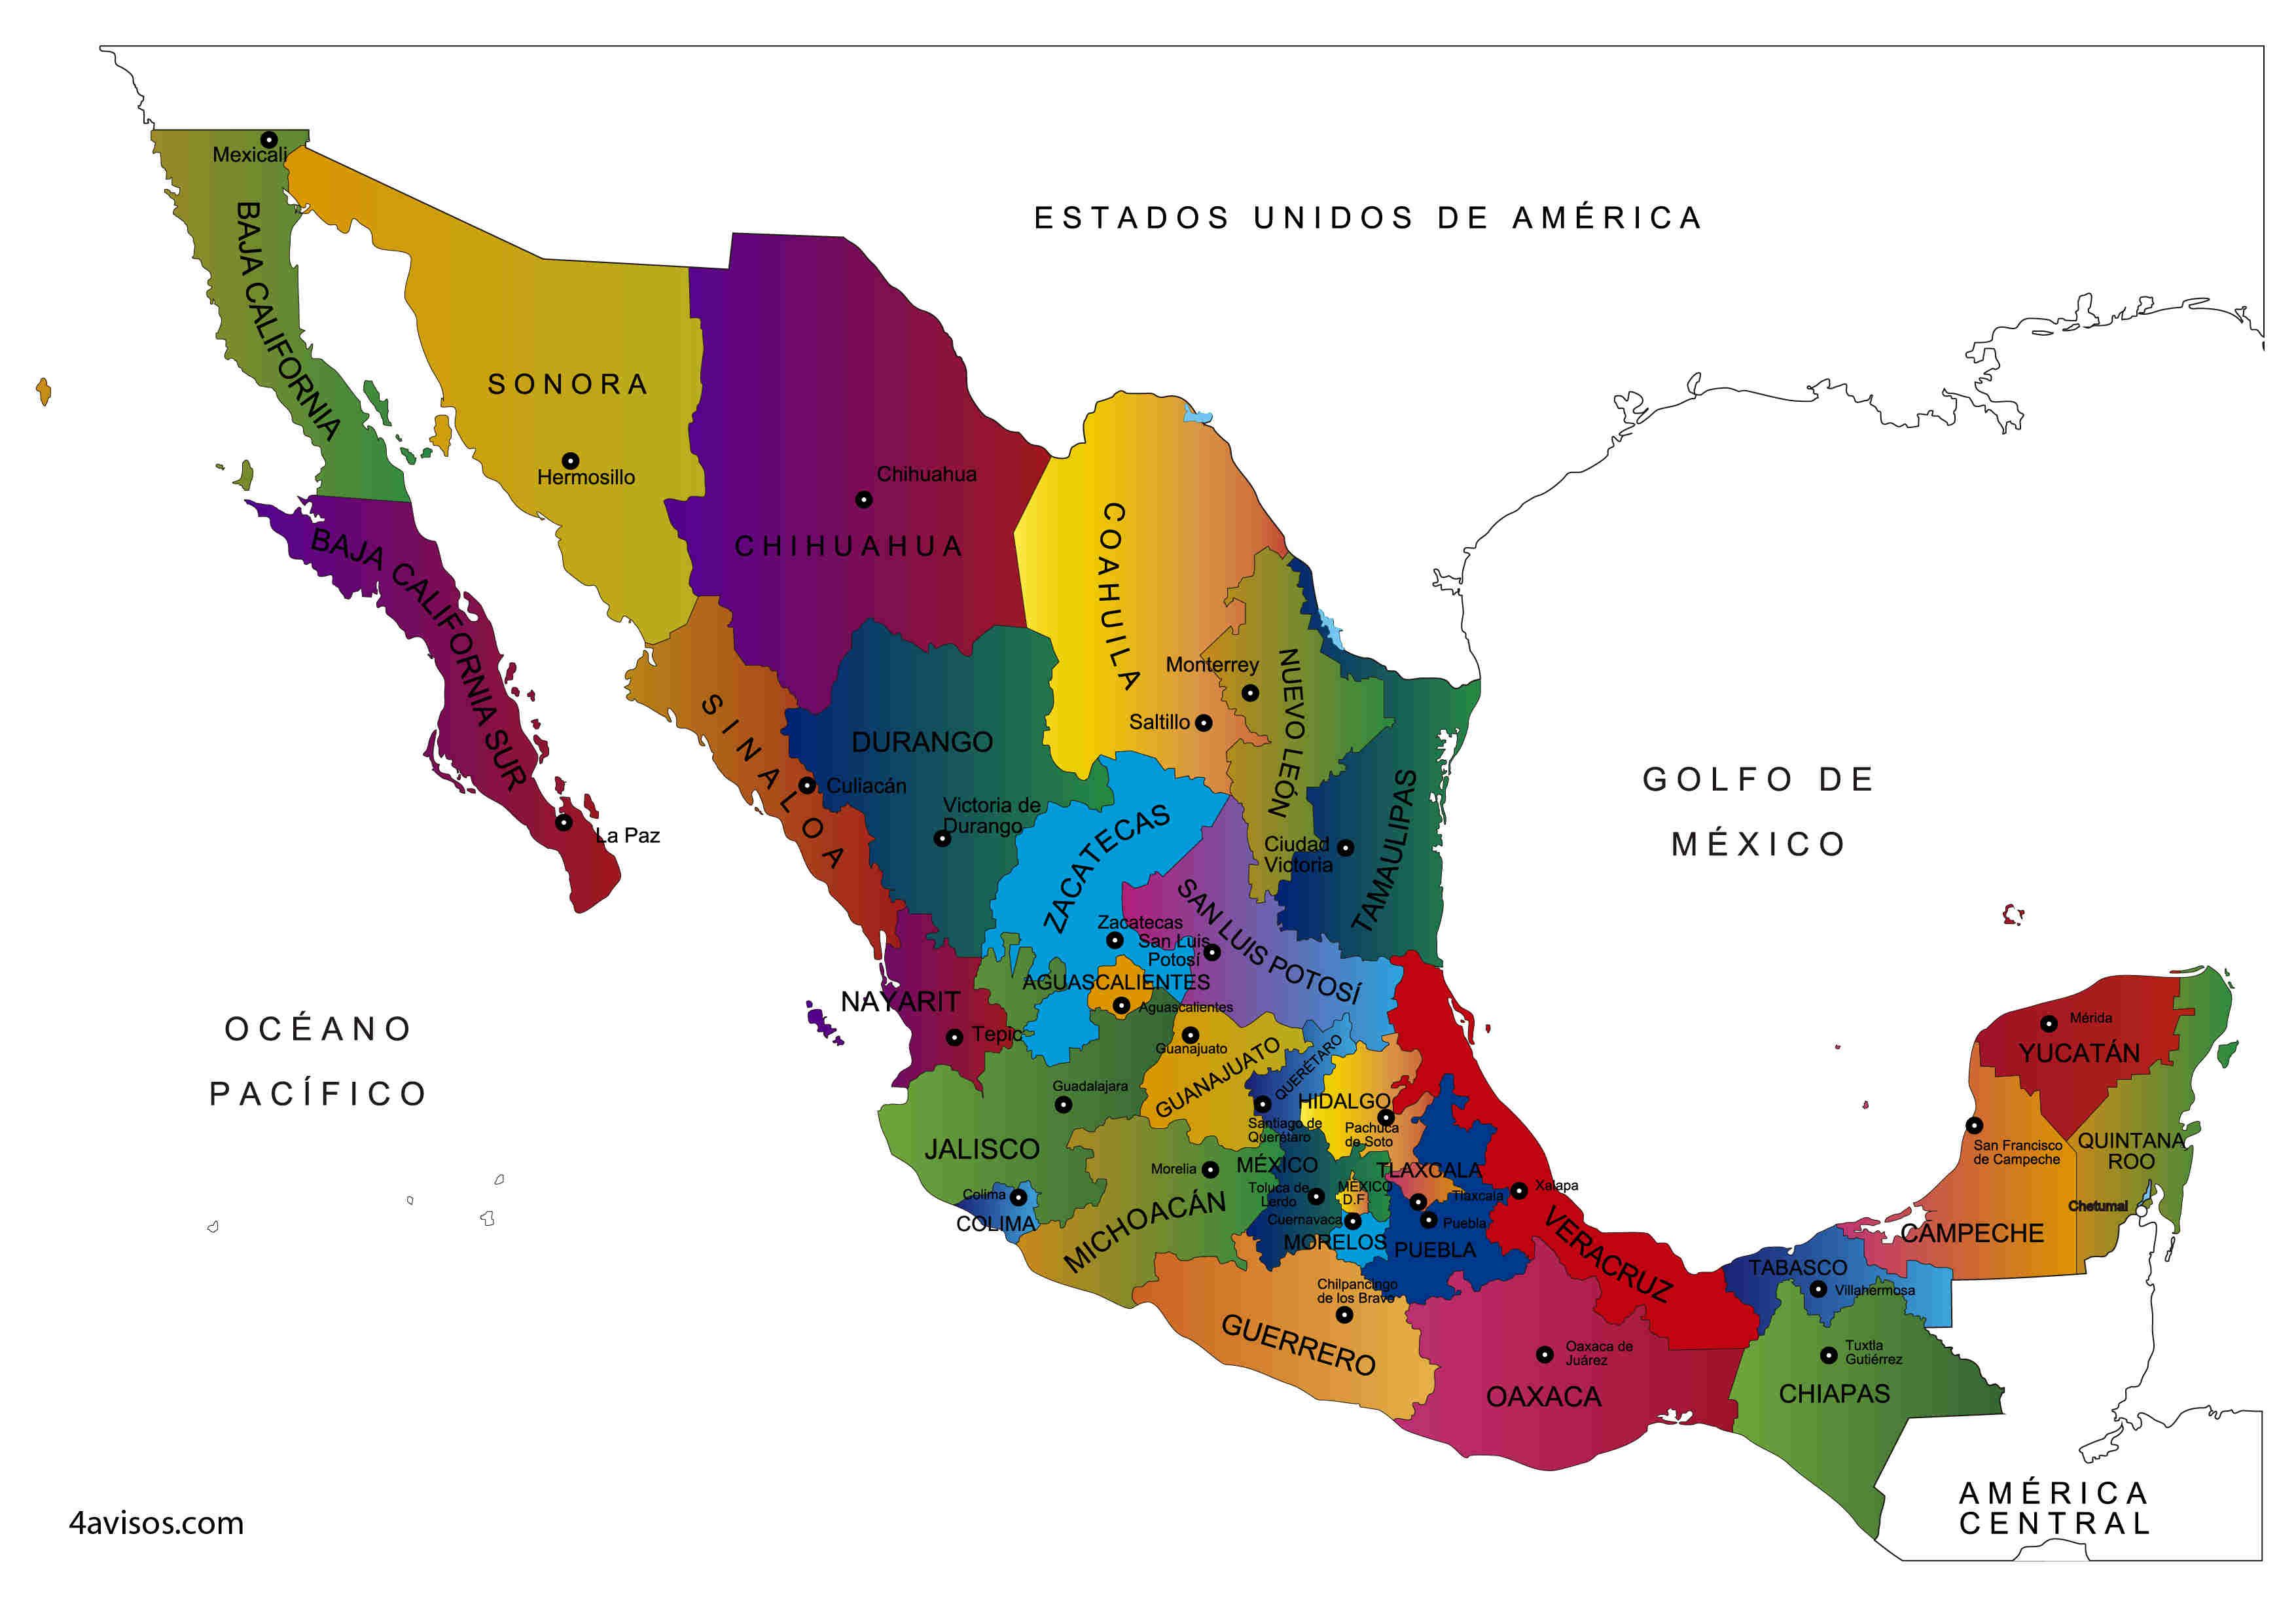 Mexicali
BAJA CALIFORNIA
ESTADOS UNIDOS DE AMÉRICA
SONORA
Hermosillo
Chihuahua
CHIHUAHUA
COAHUILA
BAJA CALIFORNIA SUR
La Paz
Monterrey
Saltillo
NUEVO LEÓN
SINALOA
Culiacán
DURANGO
Victoria de
Durango
ZACATECAS
Zacatecas
Ciudad
Victoria
TAMAULIPAS
GOLFO DE
MÉXICO
San Luis
Potosí
SAN LUIS POTOSÍ
AGUASCALIENTES
Aguascalientes
NAYARIT
Tepic
OCÉANO
PACÍFICO
Guanajuato
GUANAJUATO
QUERÉTARO
Santiago de
Querétaro
HIDALGO
Pachuca
de Soto
Guadalajara
JALISCO
Colima
COLIMA
Morelia
MICHOACÁN
MÉXICO
Toluca de
Lerdo
MÉXICO
D.F.
Cuernavaca
MORELOS
TLAXCALA
Tlaxcala
Puebla
PUEBLA
Xalapa
VERACRUZ
Chilpancingo
de los Bravo
GUERRERO
Oaxaca de
Juárez
OAXACA
TABASCO
Villahermosa
Tuxtla
Gutiérrez
CHIAPAS
Mérida
YUCATÁN
San Francisco
de Campeche
CAMPECHE
QUINTANA
ROO
Chetumal
AMÉRICA
CENTRAL
4avisos.com